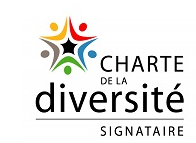 CHARTE
DE LA
diversité
SIGNATAIRE